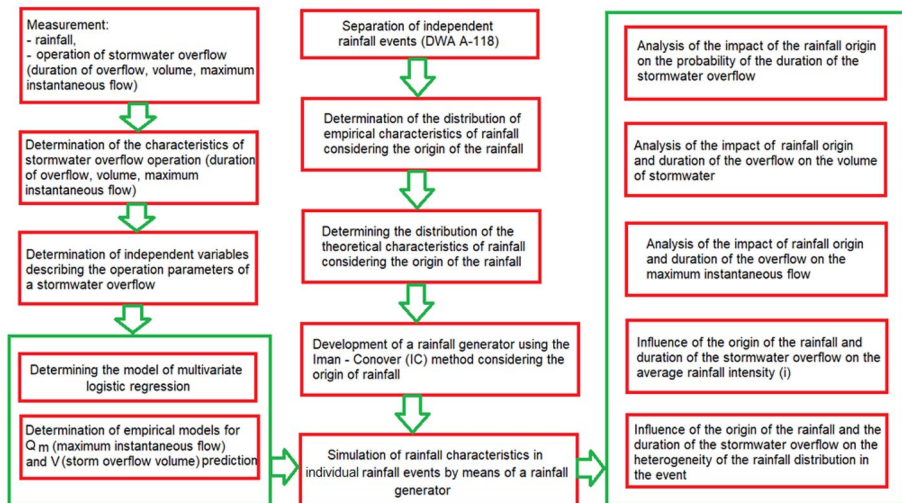 Measurement:
- rainfall,
- operation of stormwater overflow
(duration of overflow, volume, maximum
instantaneous flow)
Determination of the characteristics of
stormwater overflow operation (duration
of overflow, volume, maximum
instantaneous flow)
Determination of independent variables
describing the operation parameters of
a stormwater overflow
Determining the model of multivariate
logistic regression
Determination of empirical models for
Qm (maximum instantaneous flow)
and V (storm overflow volume) prediction
Separation of independent
rainfall events (DWA A-118)
Determination of the distribution of
empirical characteristics of rainfall
considering the origin of the rainfall
Determining the distribution of the
theoretical characteristics of rainfall
considering the origin of the rainfall
Development of a rainfall generator using the
Iman - Conover (IC) method considering the
origin of rainfall
Simulation of rainfall characteristics in
individual rainfall events by means of a rainfall
generator
Analysis of the impact of the rainfall origin
on the probability of the duration of the
stormwater overflow
Analysis of the impact of rainfall origin
and duration of the overflow on the volume
of stormwater
Analysis of the impact of rainfall origin
and duration of the overflow on the
maximum instantaneous flow
Influence of the origin of the rainfall and
duration of the stormwater overflow on the
average rainfall intensity (i)
Influence of the origin of the rainfall and the
duration of the stormwater overflow on the
heterogeneity of the rainfall distribution in
the event